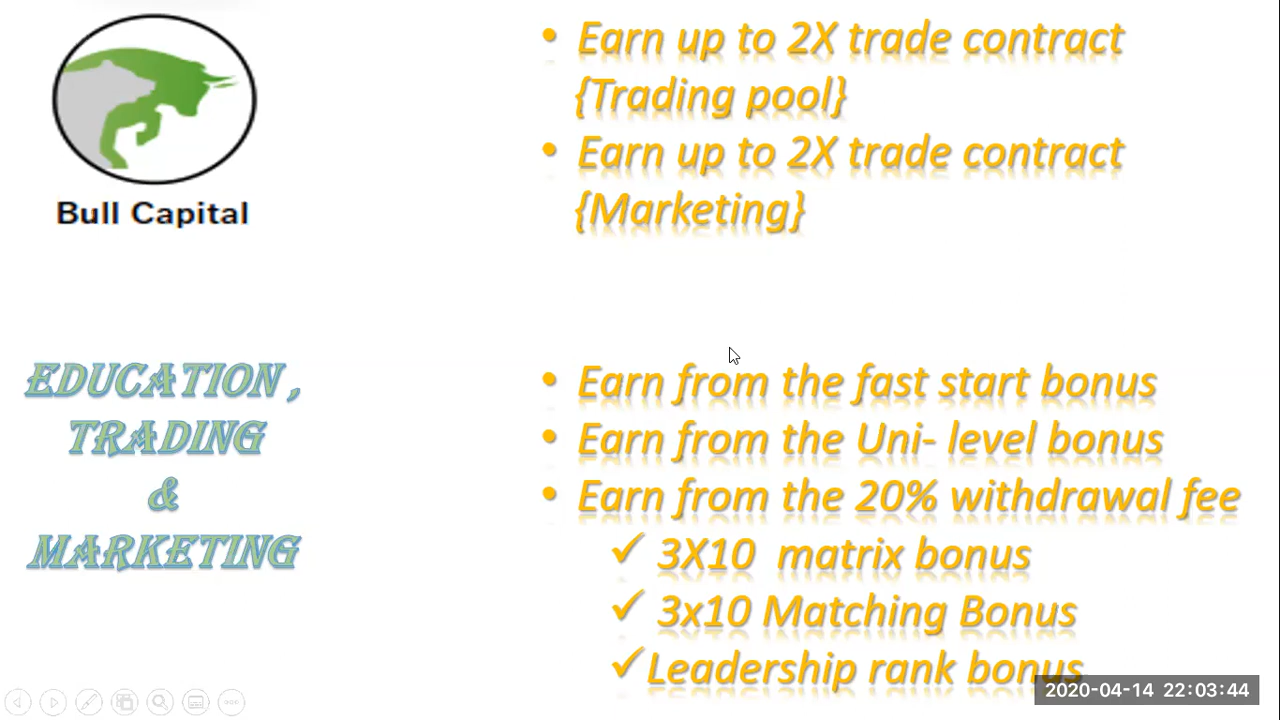 Bull Capital
• Earn up to 2X trade contract
{Trading pool}
• Earn up to 2X trade contract
{Marketing}
EDUCATION ,
TRADING
&
MARKETING
• Earn from the fast start bonus
• Earn from the Uni- level bonus
• Earn from the 20% withdrawal fee
✓ 3X10 matrix bonus
✓ 3x10 Matching Bonus
✓ Leadership rank bonus
2020-04-14 22:03:44